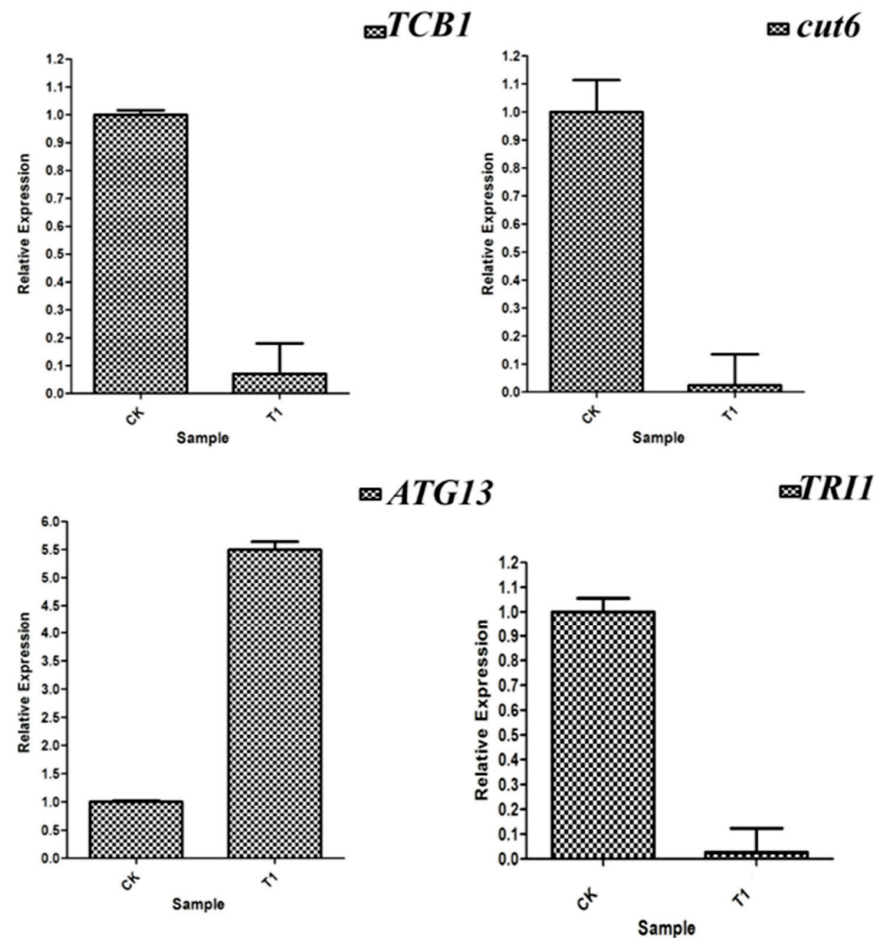 TCB1
1.2
1.1
1.0
0.9
0.8
0.7
0.6
0.5
0.4
0.3
0.2
0.1
0.0
Relative Expression
CK
T1
Sample
cut6
1.2
1.1
1.0
0.9
0.8
0.7
0.6
0.5
0.4
0.3
0.2
0.1
0.0
Relative Expression
CK
T1
Sample
ATG13
6.0
5.5
5.0
4.5
4.0
3.5
3.0
2.5
2.0
1.5
1.0
0.5
0.0
Relative Expression
CK
T1
Sample
TRI1
1.2
1.1
1.0
0.9
0.8
0.7
0.6
0.5
0.4
0.3
0.2
0.1
0.0
Relative Expression
CK
T1
Sample